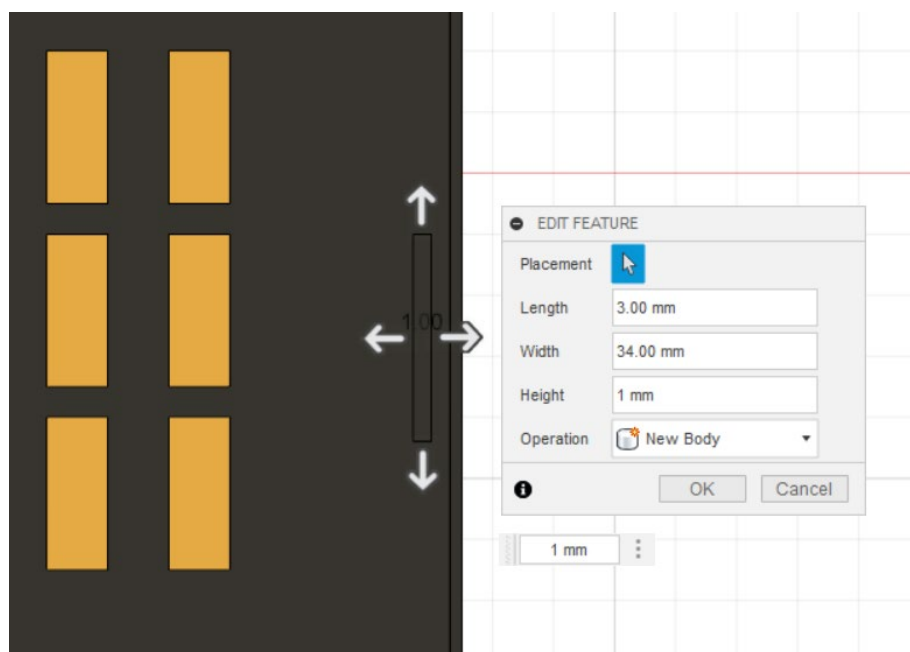 EDIT FEATURE
Placement
Length 3.00 mm
Width 34.00 mm
1.00
Height 1 mm
Operation New Body
OK Cancel
1 mm